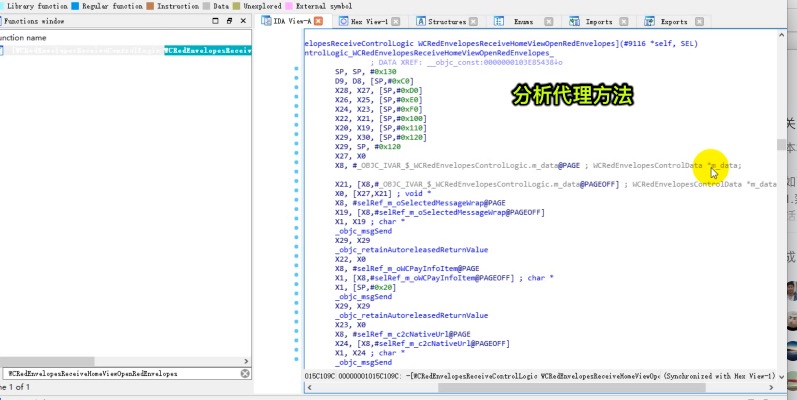 Library function Regular function Instruction Data Unexplored External symbol
Functions window
IDA View-A Hex View-1 Structures Enums Imports Exports
unction name
WCRedEnvelopesReceiv
elopesReceiveControlLogic WCRedEnvelopesReceiveHomeViewOpenRedEnvelopes](#9116 *self, SEL)
ntrolLogic_WCRedEnvelopesReceiveHomeViewOpenRedEnvelopes_
; DATA XREF: __objc_const:0000000103E85438↓o
SP, SP, #0x130
D9, D8, [SP,#0xC0]
X28, X27, [SP,#0xD0]
X26, X25, [SP,#0xE0]
X24, X23, [SP,#0xF0]
X22, X21, [SP,#0x100]
X20, X19, [SP,#0x110]
X29, X30, [SP,#0x120]
X29, SP, #0x120
X27, X0
X8, #_OBJC_IVAR_$_WCRedEnvelopesControlLogic.m_data@PAGE ; WCRedEnvelopesControlData *m_data;
X21, [X8,#_OBJC_IVAR_$_WCRedEnvelopesControlLogic.m_data@PAGEOFF] ; WCRedEnvelopesControlData *m_data
X0, [X27,X21] ; void *
X8, #selRef_m_oSelectedMessageWrap@PAGE
X19, [X8,#selRef_m_oSelectedMessageWrap@PAGEOFF]
X1, X19 ; char *
_objc_msgSend
X29, X29
_objc_retainAutoreleasedReturnValue
X22, X0
X8, #selRef_m_oWCPayInfoItem@PAGE
X1, [X8,#selRef_m_oWCPayInfoItem@PAGEOFF] ; char *
X1, [SP,#0x20]
_objc_msgSend
X29, X29
_objc_retainAutoreleasedReturnValue
X23, X0
X8, #selRef_m_c2cNativeUrl@PAGE
X24, [X8,#selRef_m_c2cNativeUrl@PAGEOFF]
X1, X24 ; char *
_objc_msgSend
分析代理方法
WCRedEnvelopesReceiveHomeViewOpenRedEnvelopes
ne 1 of 1
015C109C 00000001015C109C: -[WCRedEnvelopesReceiveControlLogic WCRedEnvelopesReceiveHomeViewOpe (Synchronized with Hex View-1)
关
本
如
成